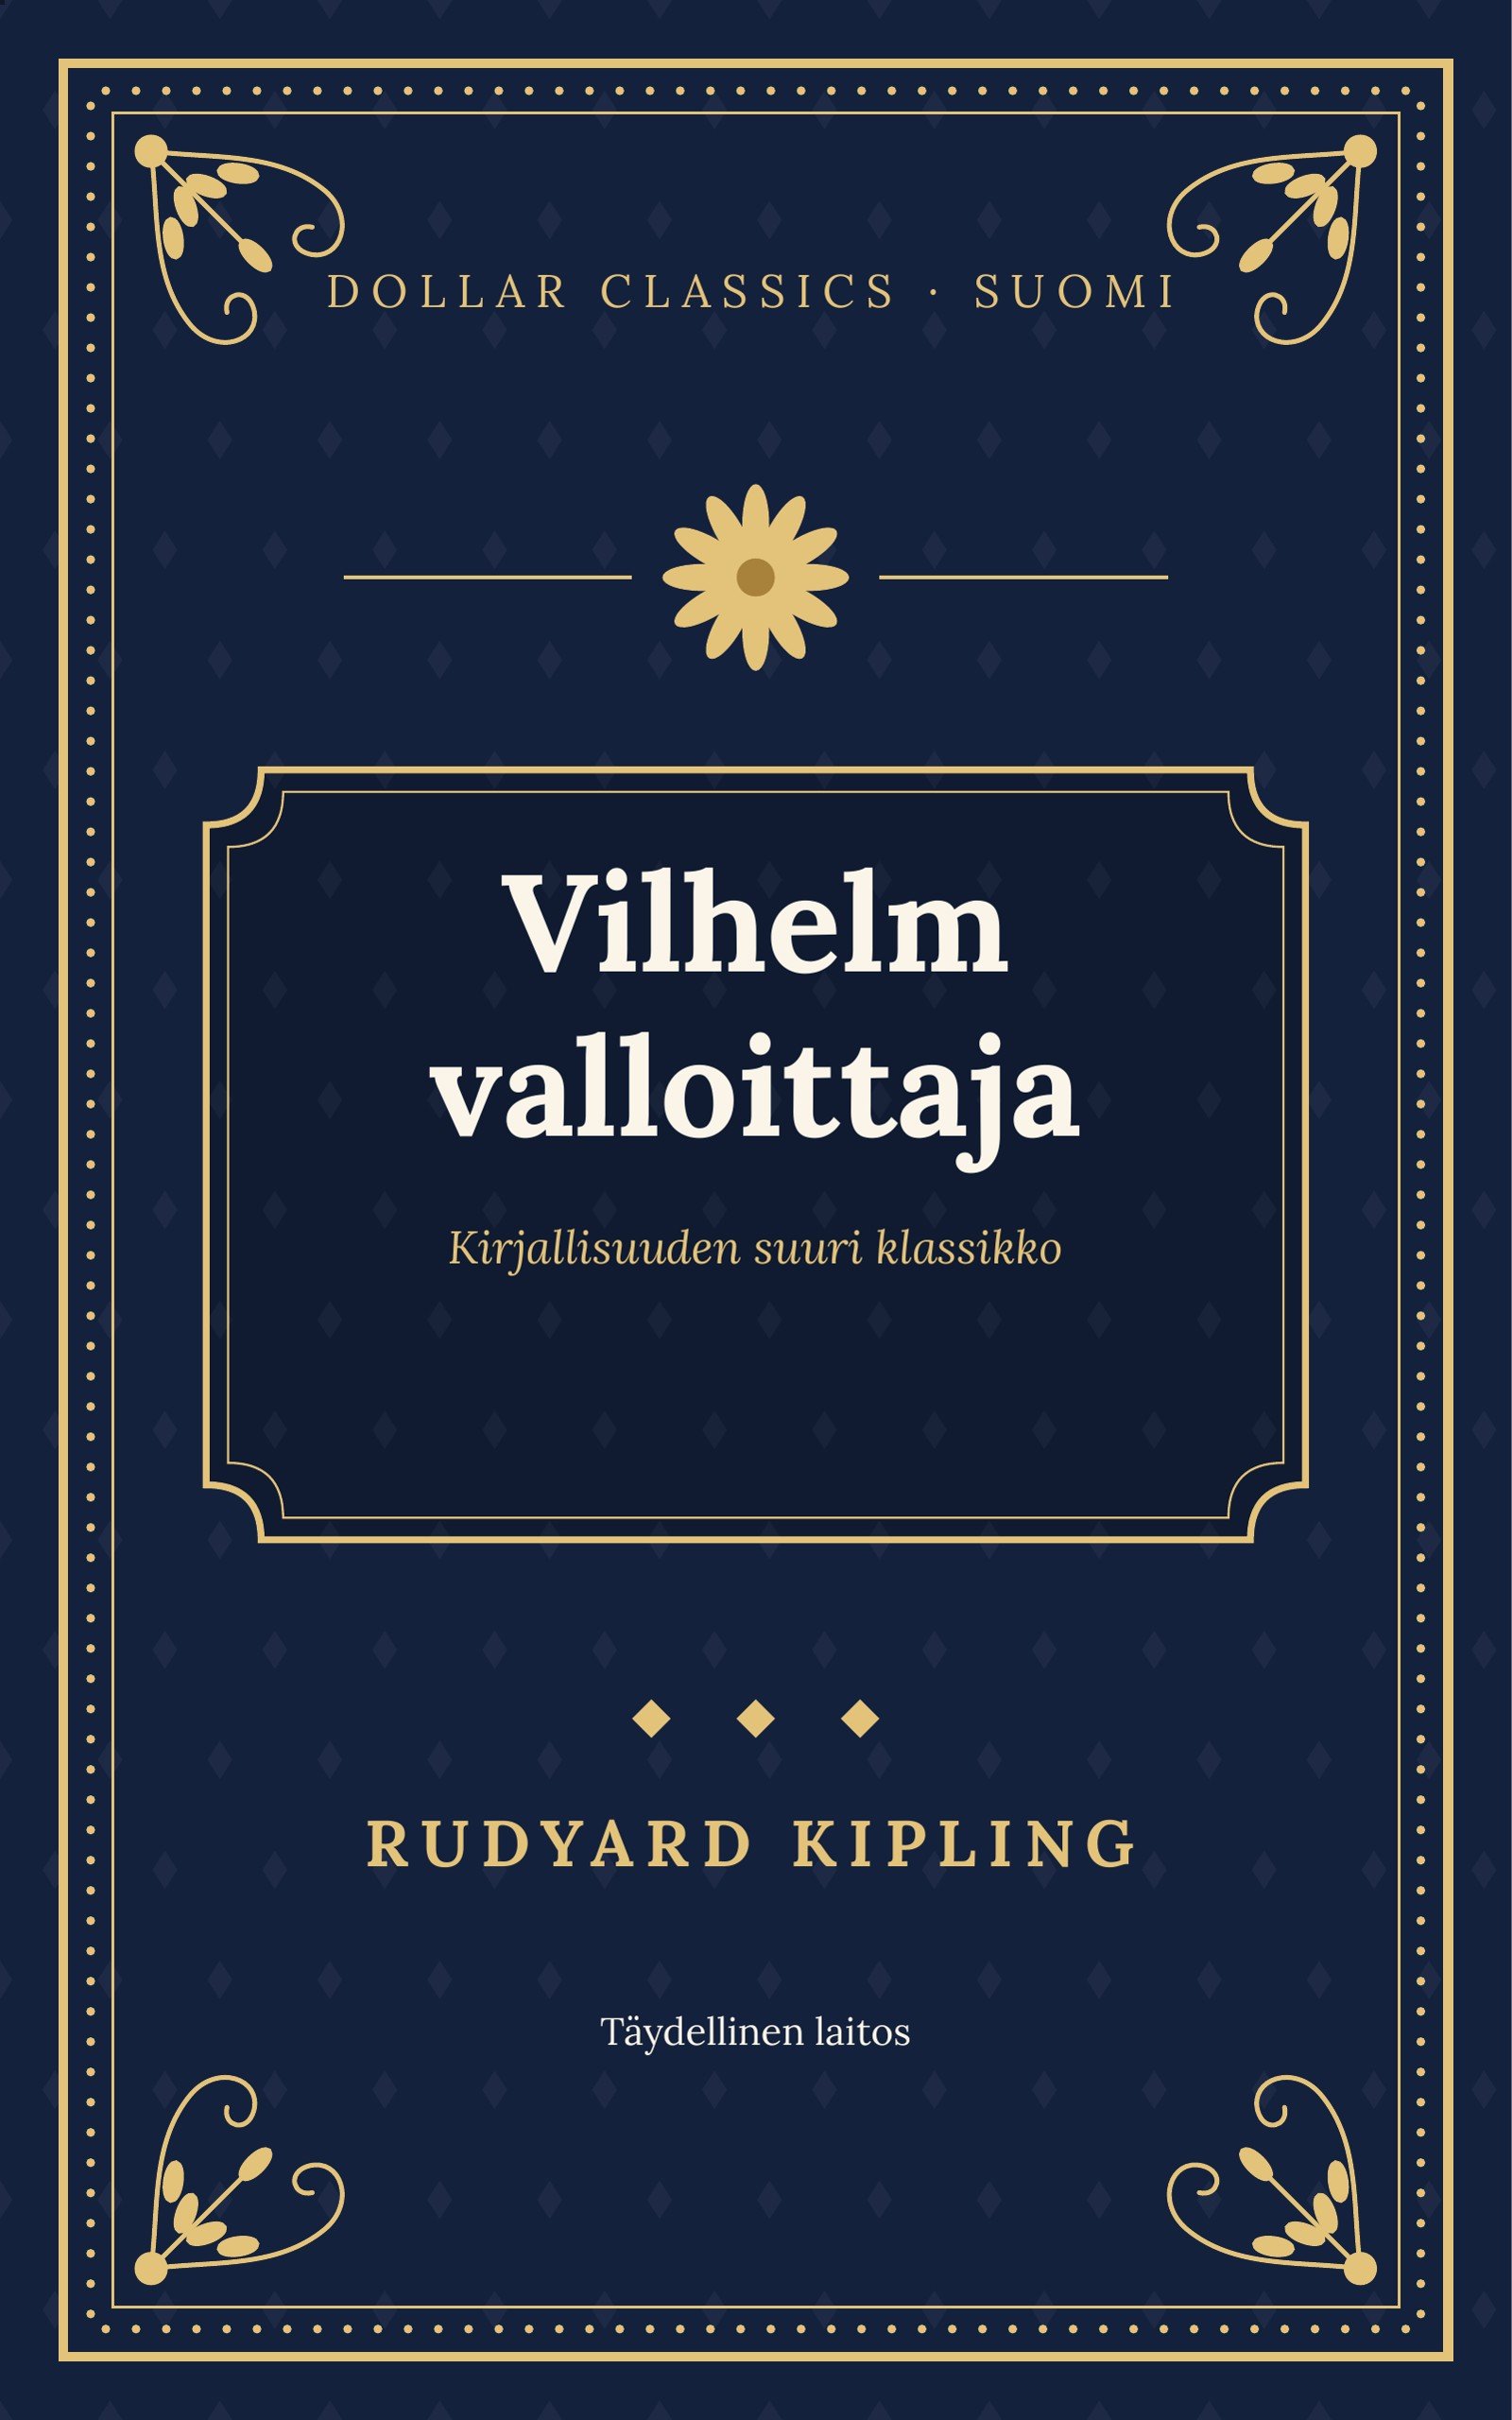 DOLLAR CLASSICS · SUOMI
Vilhelm
valloittaja
Kirjallisuuden suuri klassikko
RUDYARD KIPLING
Täydellinen laitos